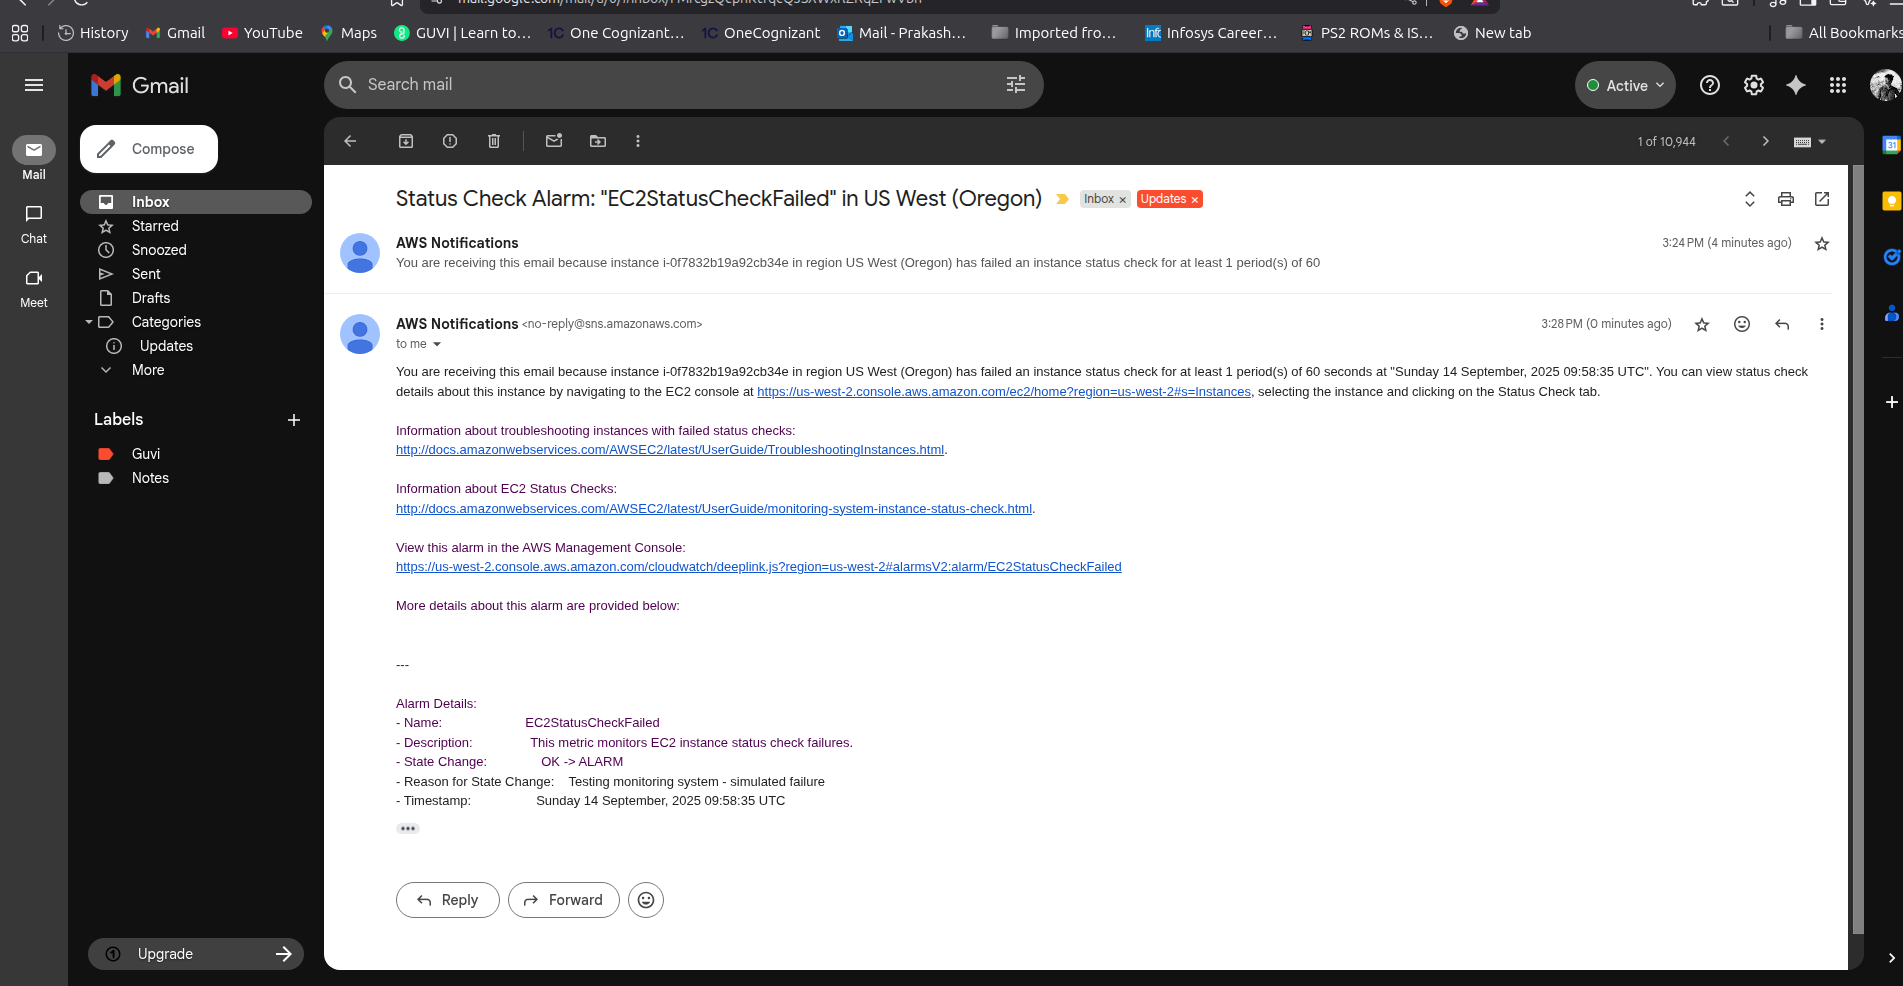 History
Gmail
YouTube
Maps
GUVI | Learn to...
One Cognizant...
OneCognizant
Mail - Prakash...
Imported fro...
Infosys Career...
PS2 ROMs & IS...
New tab
All Bookmarks
Gmail
Search mail
Active
Compose
1 of 10,944
Mail
Chat
Meet
Inbox
Starred
Snoozed
Sent
Drafts
Categories
Updates
More
Labels
Guvi
Notes
Upgrade
Status Check Alarm: "EC2StatusCheckFailed" in US West (Oregon)
Inbox x
Updates x
AWS Notifications
3:24 PM (4 minutes ago)
You are receiving this email because instance i-0f7832b19a92cb34e in region US West (Oregon) has failed an instance status check for at least 1 period(s) of 60
AWS Notifications <no-reply@sns.amazonaws.com>
3:28 PM (0 minutes ago)
to me
You are receiving this email because instance i-0f7832b19a92cb34e in region US West (Oregon) has failed an instance status check for at least 1 period(s) of 60 seconds at "Sunday 14 September, 2025 09:58:35 UTC". You can view status check
details about this instance by navigating to the EC2 console at https://us-west-2.console.aws.amazon.com/ec2/home?region=us-west-2#s=Instances, selecting the instance and clicking on the Status Check tab.
Information about troubleshooting instances with failed status checks:
http://docs.amazonwebservices.com/AWSEC2/latest/UserGuide/TroubleshootingInstances.html.
Information about EC2 Status Checks:
http://docs.amazonwebservices.com/AWSEC2/latest/UserGuide/monitoring-system-instance-status-check.html.
View this alarm in the AWS Management Console:
https://us-west-2.console.aws.amazon.com/cloudwatch/deeplink.js?region=us-west-2#alarmsV2:alarm/EC2StatusCheckFailed
More details about this alarm are provided below:
---
Alarm Details:
- Name: EC2StatusCheckFailed
- Description: This metric monitors EC2 instance status check failures.
- State Change: OK -> ALARM
- Reason for State Change: Testing monitoring system - simulated failure
- Timestamp: Sunday 14 September, 2025 09:58:35 UTC
Reply
Forward